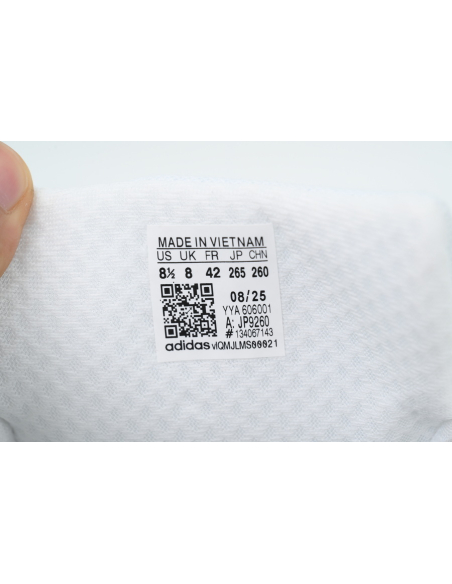 MADE IN VIETNAM
US UK FR JP CHN
8½ 8 42 265 260
08/25
YYA 606001
A: JP9260
# 134067143
adidas vIQMJLMS00021